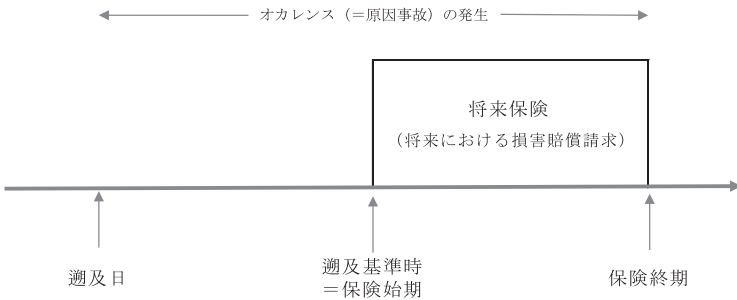 オカレンス（＝原因事故）の発生
将来保険
（将来における損害賠償請求）
遡及日
遡及基準時
＝保険始期
保険終期